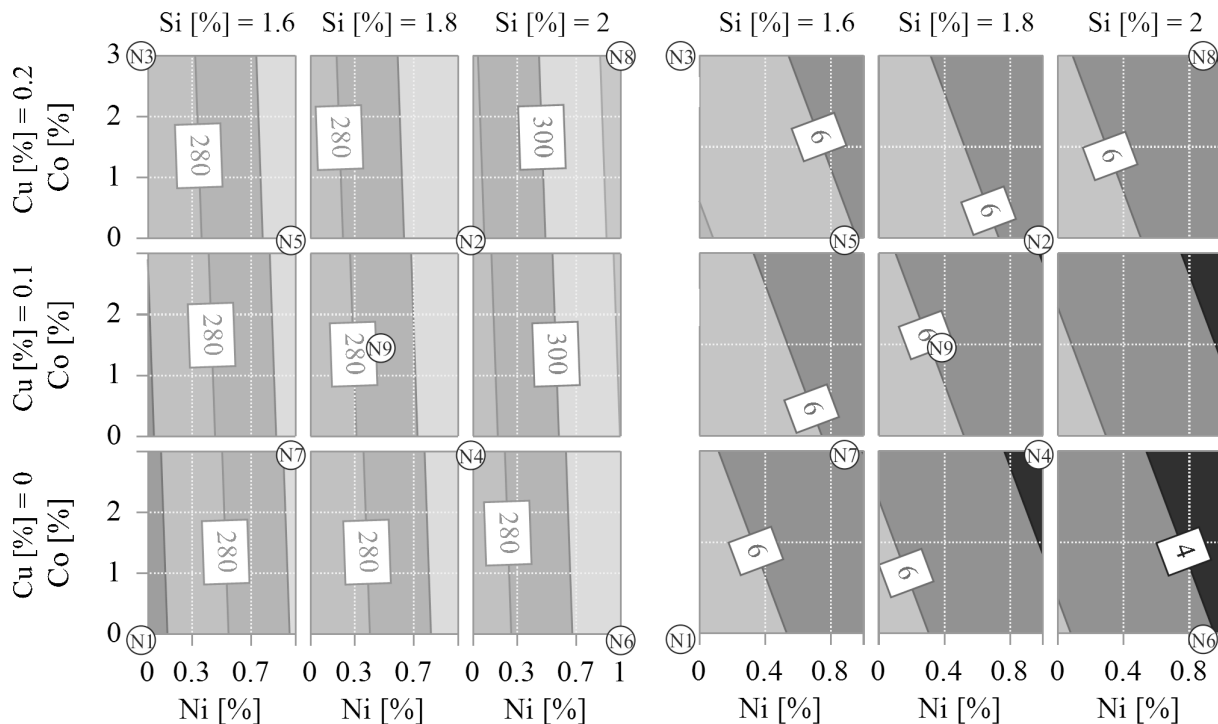 Si [%] = 1.6 Si [%] = 1.8 Si [%] = 2 Si [%] = 1.6 Si [%] = 1.8 Si [%] = 2
Cu [%] = 0.2
Co [%]
3
2
1
0
N3 N8 N3 N8
280 280 300 6 6 6
N5 N2 N5 N2
Cu [%] = 0.1
Co [%]
2
1
0
280 280 N9 300 6 6 N9
N7 N4 N7 N4
Cu [%] = 0
Co [%]
2
1
0
280 280 280 6 6 4
N1 N6 N1 N6
0 0.3 0.7 0 0.3 0.7 0 0.3 0.7 1 0 0.4 0.8 0 0.4 0.8 0 0.4 0.8
Ni [%] Ni [%] Ni [%] Ni [%] Ni [%] Ni [%]